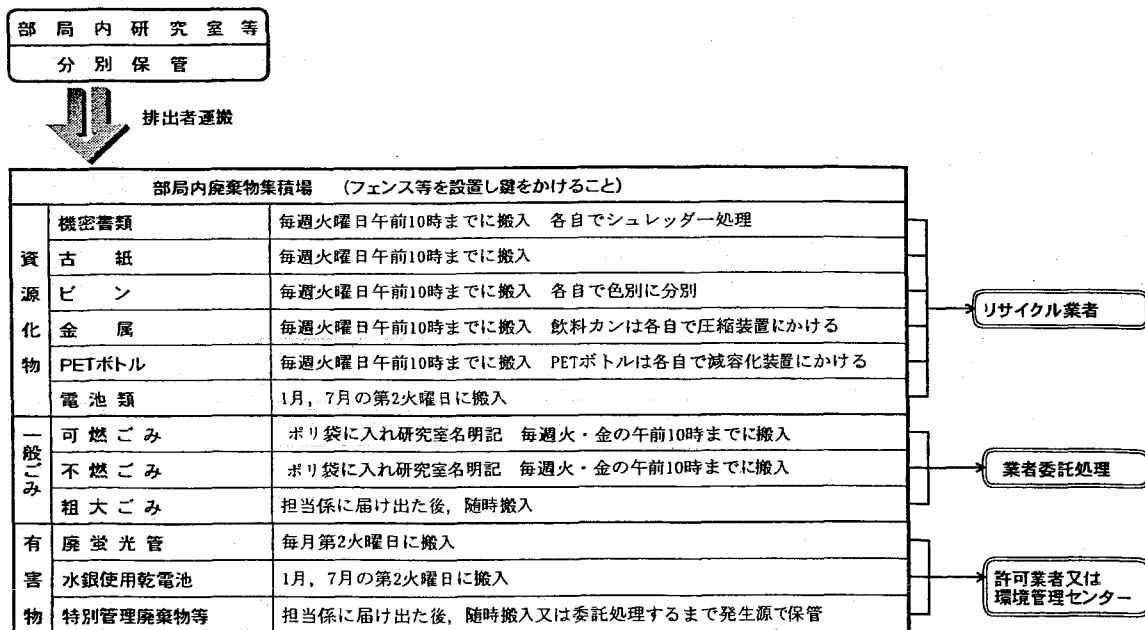 部局内研究室等
分別保管
排出者運搬
部局内廃棄物集積場 (フェンス等を設置し鍵をかけること)
資源化物
機密書類 毎週火曜日午前10時までに搬入 各自でシュレッダー処理
古紙 毎週火曜日午前10時までに搬入
ビン 毎週火曜日午前10時までに搬入 各自で色別に分別
金属 毎週火曜日午前10時までに搬入 飲料カンは各自で圧縮装置にかける
PETボトル 毎週火曜日午前10時までに搬入 PETボトルは各自で減容化装置にかける
電池類 1月,7月の第2火曜日に搬入
リサイクル業者
一般ごみ
可燃ごみ ポリ袋に入れ研究室名明記 毎週火・金の午前10時までに搬入
不燃ごみ ポリ袋に入れ研究室名明記 毎週火・金の午前10時までに搬入
粗大ごみ 担当係に届け出た後,随時搬入
業者委託処理
有害物
廃蛍光管 毎月第2火曜日に搬入
水銀使用乾電池 1月,7月の第2火曜日に搬入
特別管理廃棄物等 担当係に届け出た後,随時搬入又は委託処理するまで発生源で保管
許可業者又は
環境管理センター